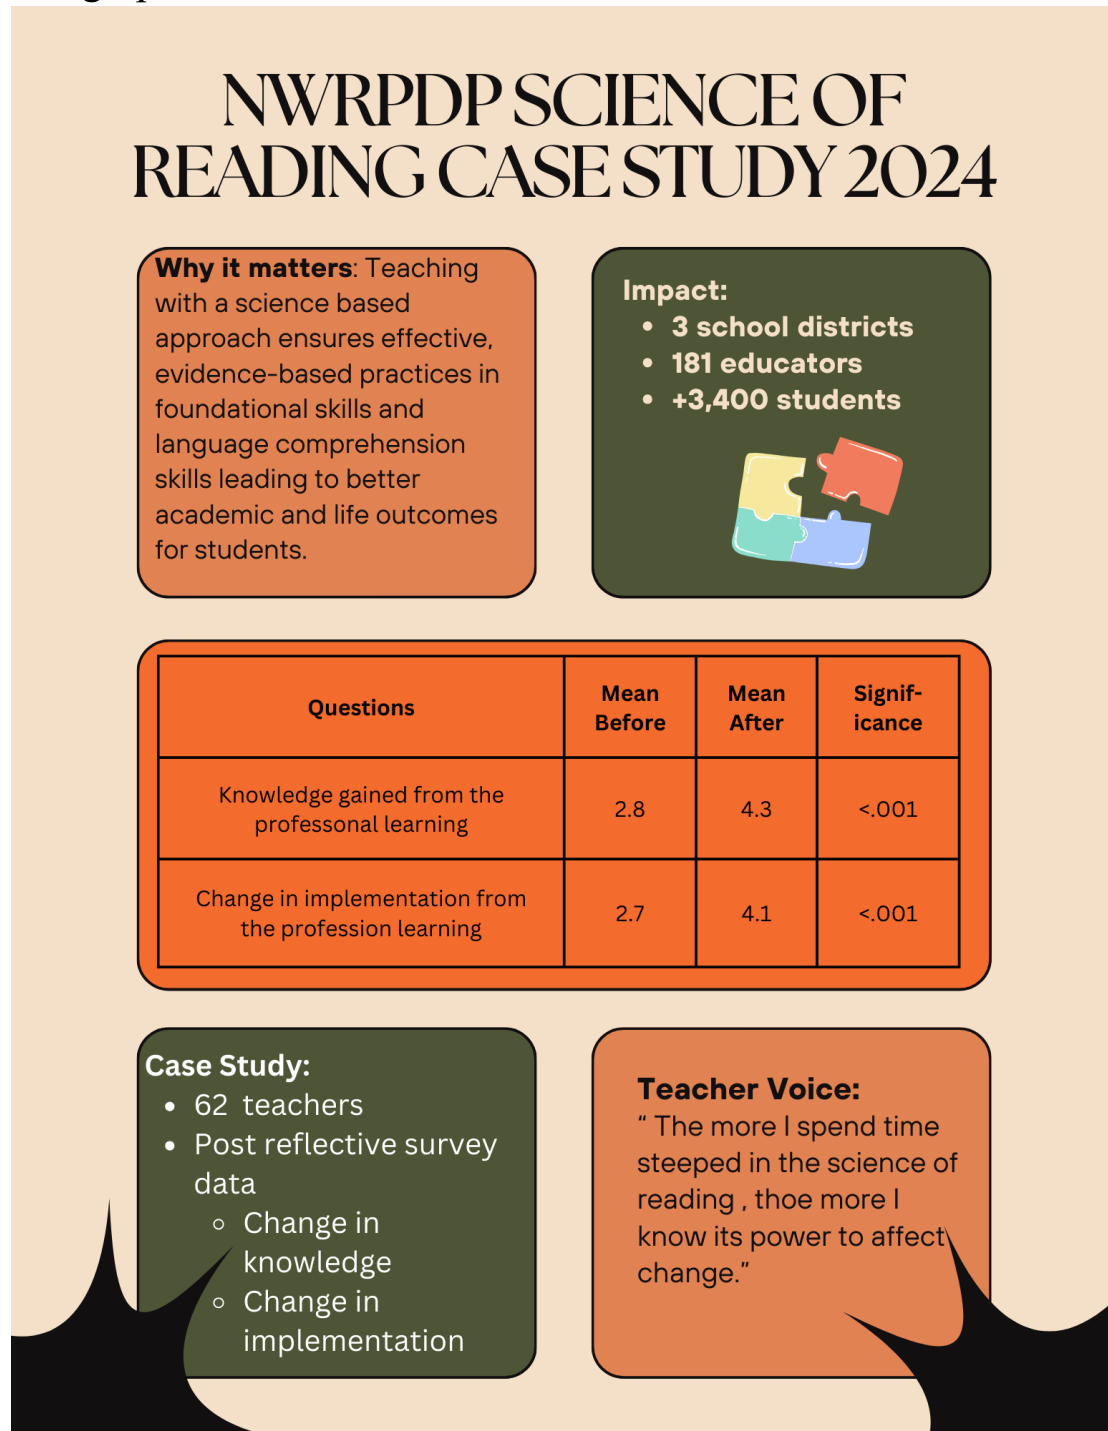 NWRPDP SCIENCE OF
READING CASE STUDY 2024
Why it matters: Teaching
with a science based
approach ensures effective,
evidence-based practices in
foundational skills and
language comprehension
skills leading to better
academic and life outcomes
for students.
Impact:
• 3 school districts
• 181 educators
• +3,400 students
Questions
Mean
Before
Mean
After
Signif-
icance
Knowledge gained from the
professonal learning
2.8
4.3
<.001
Change in implementation from
the profession learning
2.7
4.1
<.001
Case Study:
• 62 teachers
• Post reflective survey
data
◦ Change in
knowledge
◦ Change in
implementation
Teacher Voice:
“ The more I spend time
steeped in the science of
reading , thoe more I
know its power to affect
change.”